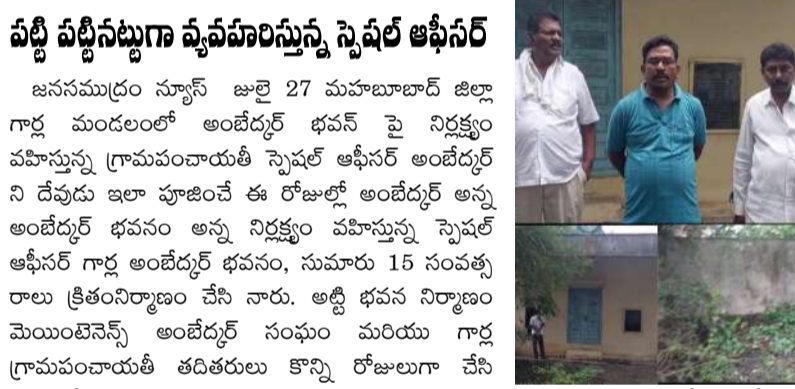 పట్టి పట్టినట్టుగా వ్యవహరిస్తున్న స్పెషల్ ఆఫీసర్
జనసముద్రం న్యూస్ జులై 27 మహబూబాబాద్ జిల్లా
గార్ల మండలంలో అంబేద్కర్ భవన్ పై నిర్లక్ష్యం
వహిస్తున్న గ్రామపంచాయతీ స్పెషల్ ఆఫీసర్ అంబేద్కర్
ని దేవుడు ఇలా పూజించే ఈ రోజుల్లో అంబేద్కర్ అన్న
అంబేద్కర్ భవనం అన్న నిర్లక్ష్యం వహిస్తున్న స్పెషల్
ఆఫీసర్ గార్ల అంబేద్కర్ భవనం, సుమారు 15 సంవత్స
రాలు క్రితంనిర్మాణం చేసి నారు. అట్టి భవన నిర్మాణం
మెయింటెనెన్స్ అంబేద్కర్ సంఘం మరియు గార్ల
గ్రామపంచాయతీ తదితరులు కొన్ని రోజులుగా చేసి